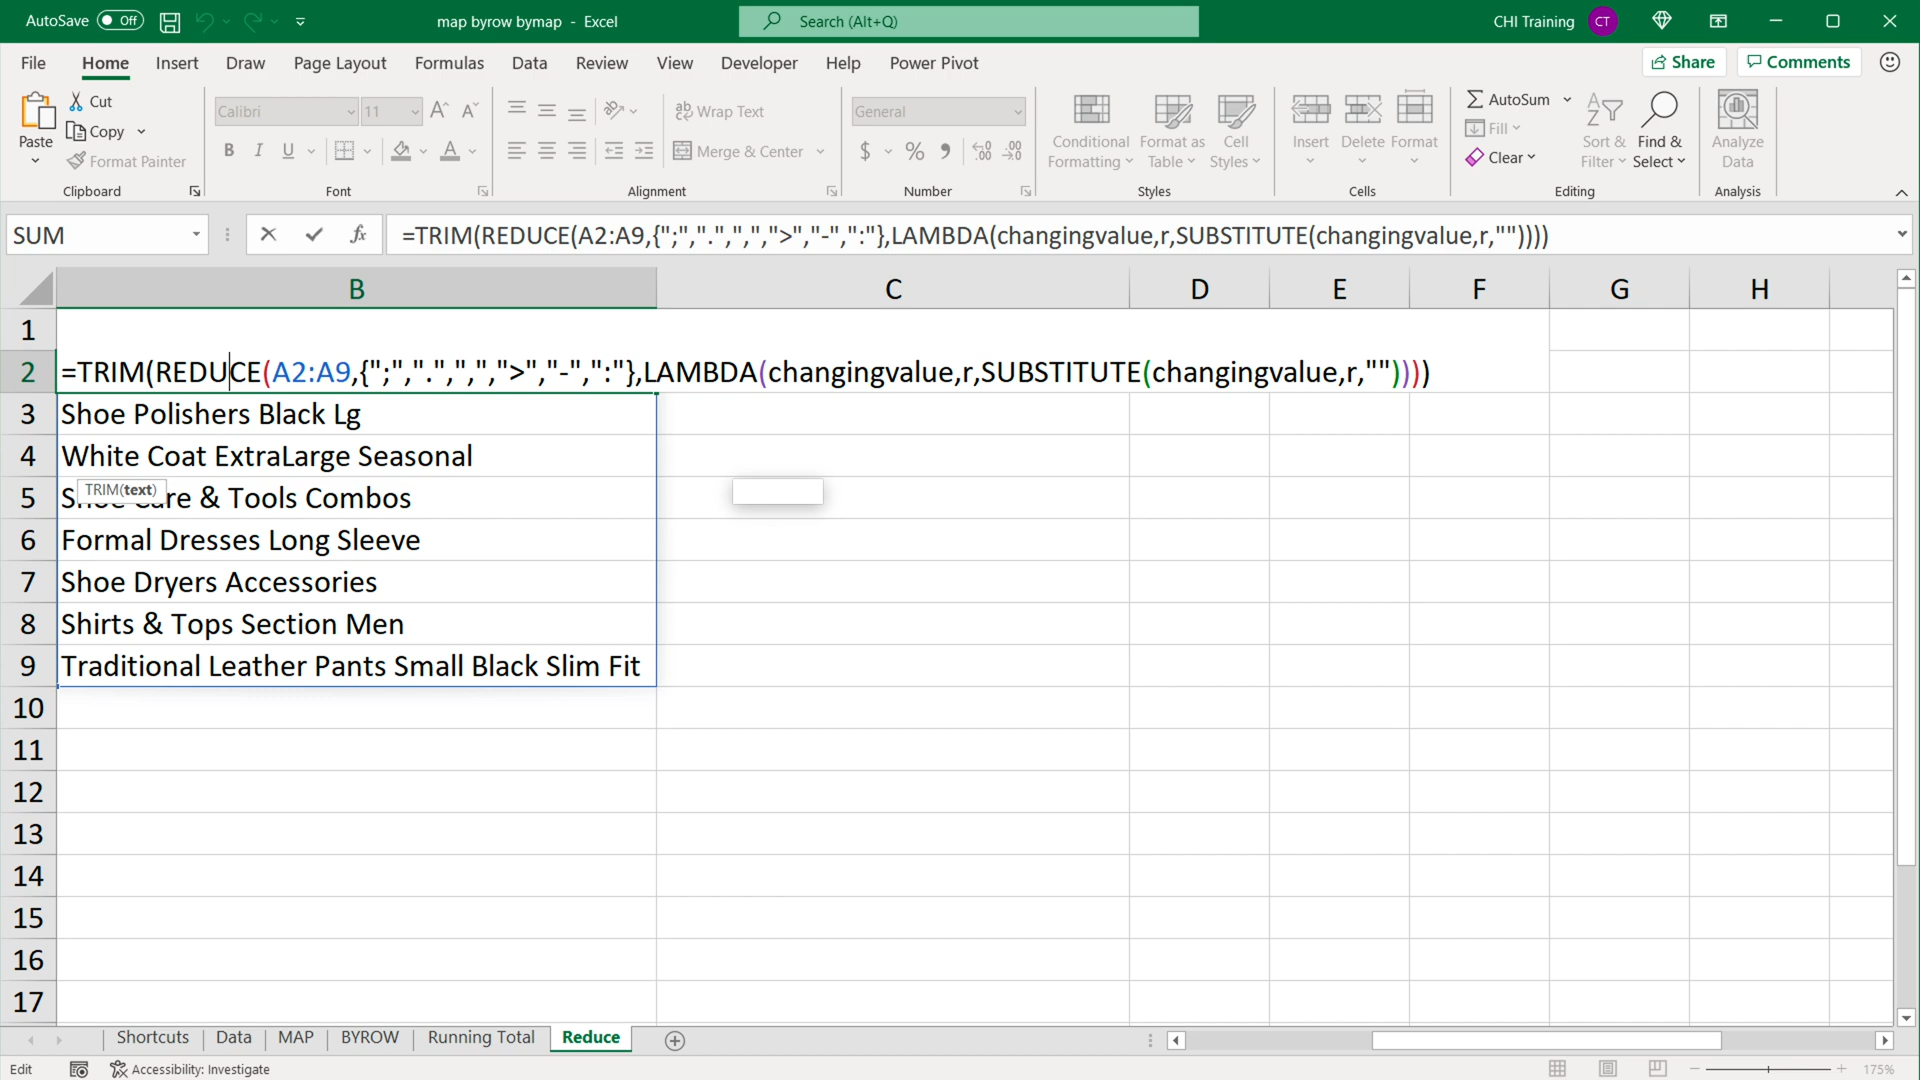 AutoSave Off map byrow bymap - Excel Search (Alt+Q) CHI Training CT
File Home Insert Draw Page Layout Formulas Data Review View Developer Help Power Pivot Share Comments
Paste Cut Copy Format Painter Clipboard
Calibri 11 A A B I U A Font
ab Wrap Text Merge & Center Alignment
General $ % Number
Conditional Formatting Format as Table Cell Styles Styles
Insert Delete Format Cells
AutoSum Fill Clear Sort & Filter Find & Select Editing
Analyze Data Analysis
SUM fx =TRIM(REDUCE(A2:A9,{";",".",",",">","-",":"},LAMBDA(changingvalue,r,SUBSTITUTE(changingvalue,r,""))))
B C D E F G H
1
2 =TRIM(REDUCE(A2:A9,{";",".",",",">","-",":"},LAMBDA(changingvalue,r,SUBSTITUTE(changingvalue,r,""))))
3 Shoe Polishers Black Lg
4 White Coat ExtraLarge Seasonal
TRIM(text)
5 & Tools Combos
6 Formal Dresses Long Sleeve
7 Shoe Dryers Accessories
8 Shirts & Tops Section Men
9 Traditional Leather Pants Small Black Slim Fit
10
11
12
13
14
15
16
17
Shortcuts Data MAP BYROW Running Total Reduce
Edit Accessibility: Investigate 175%